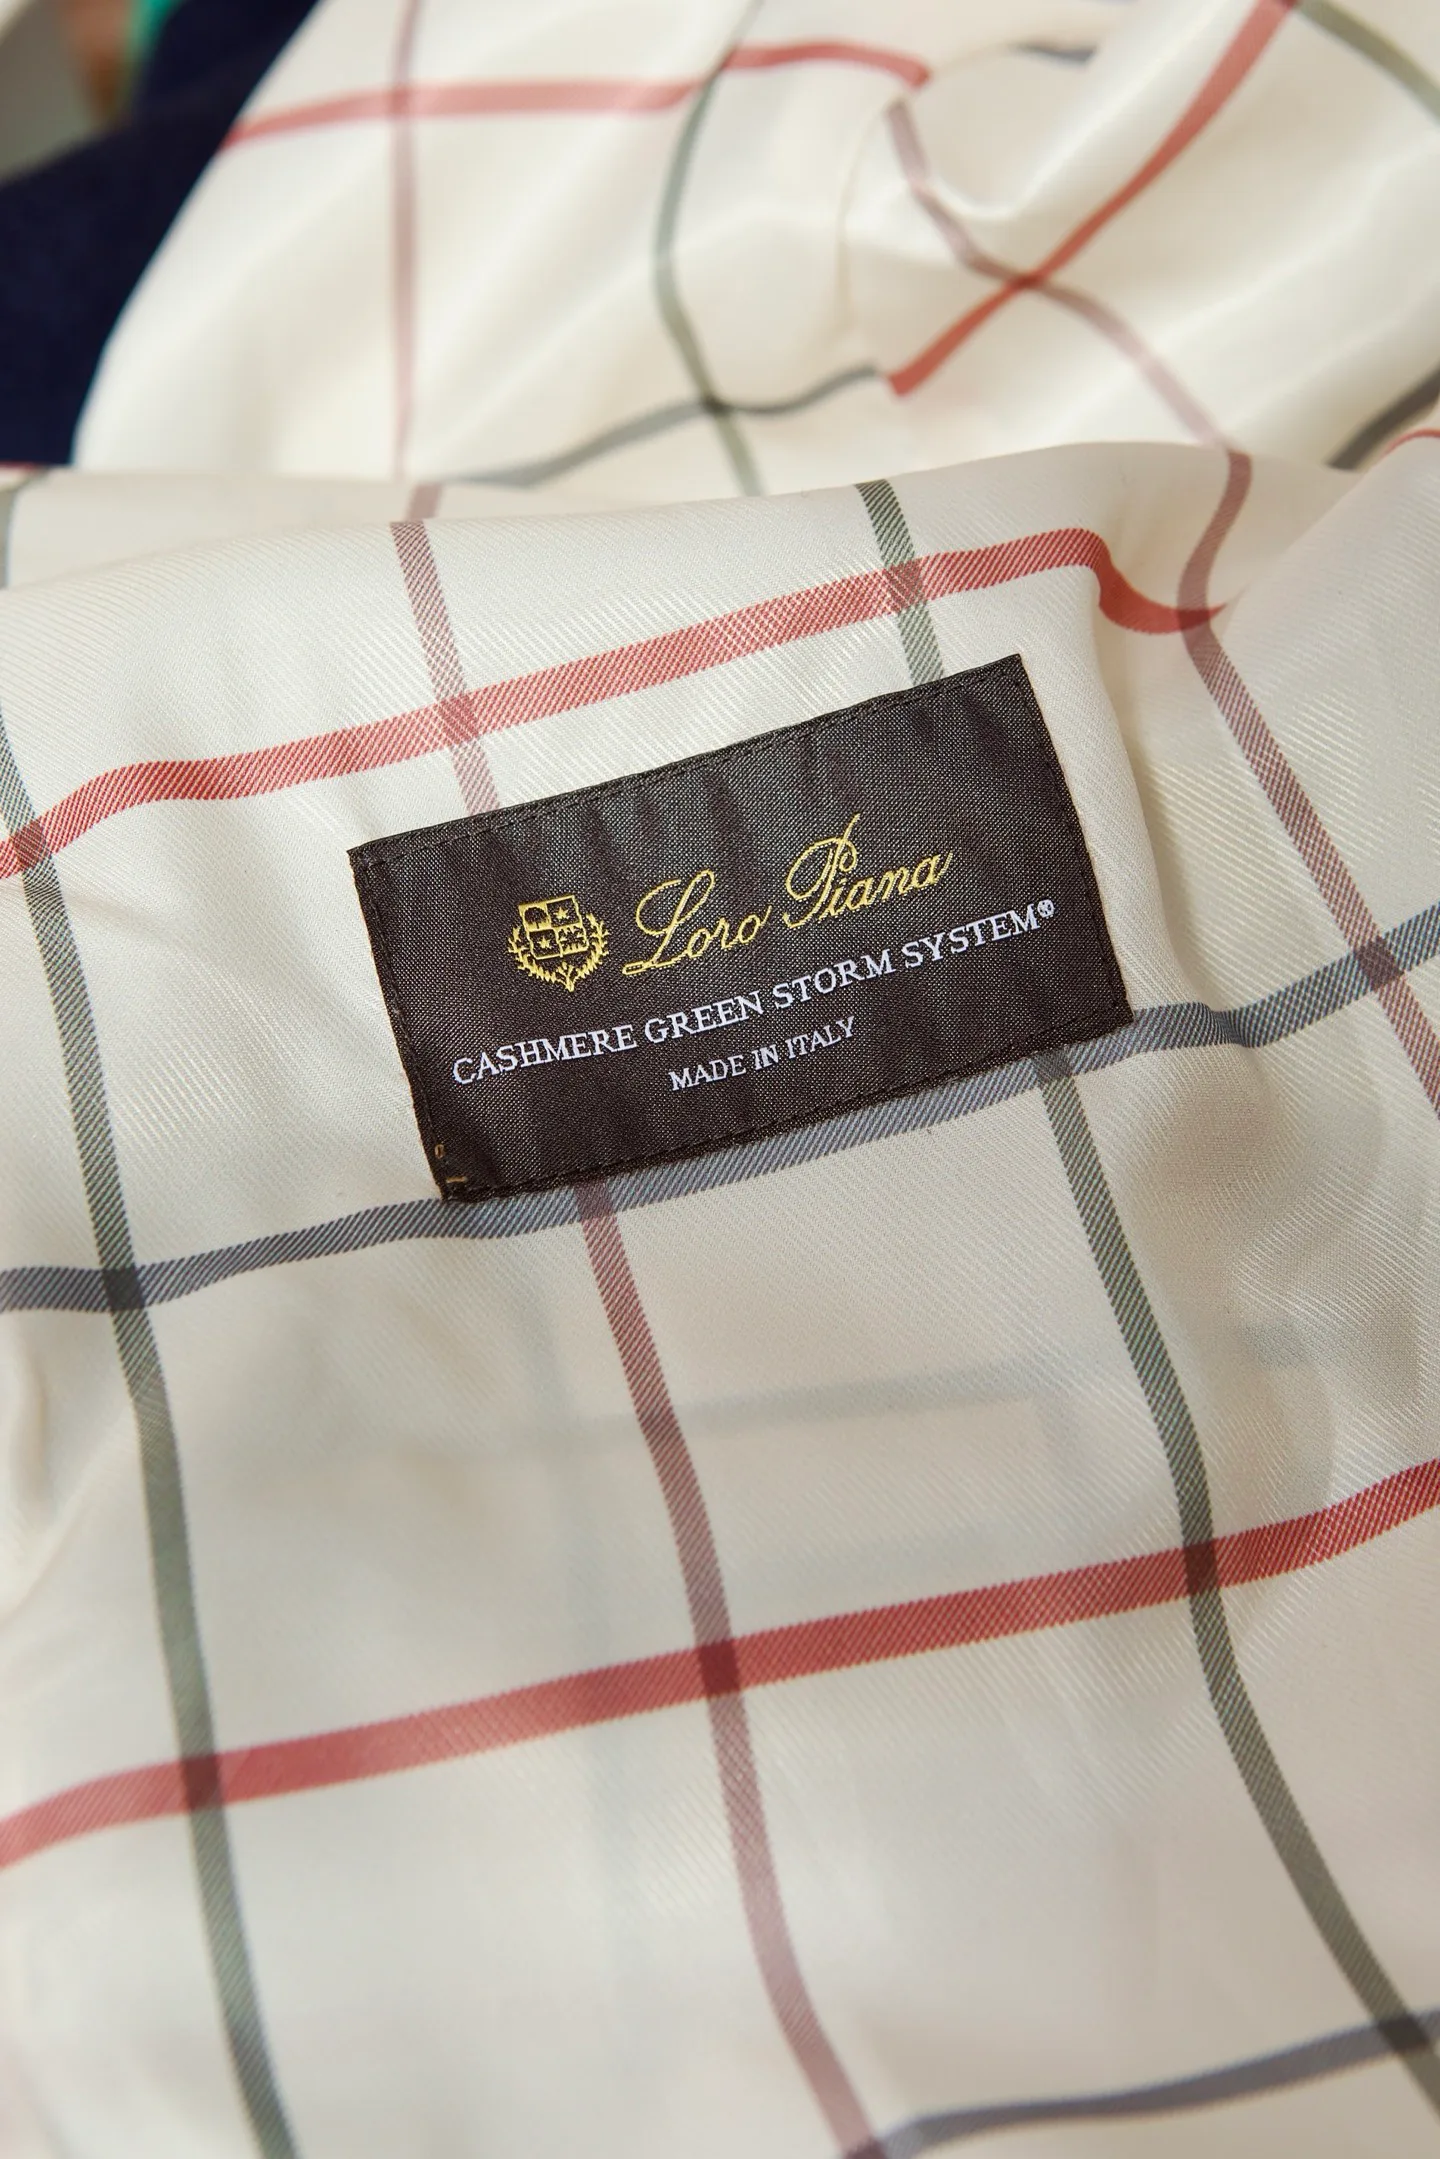 Loro Piana
CASHMERE GREEN STORM SYSTEM®
MADE IN ITALY